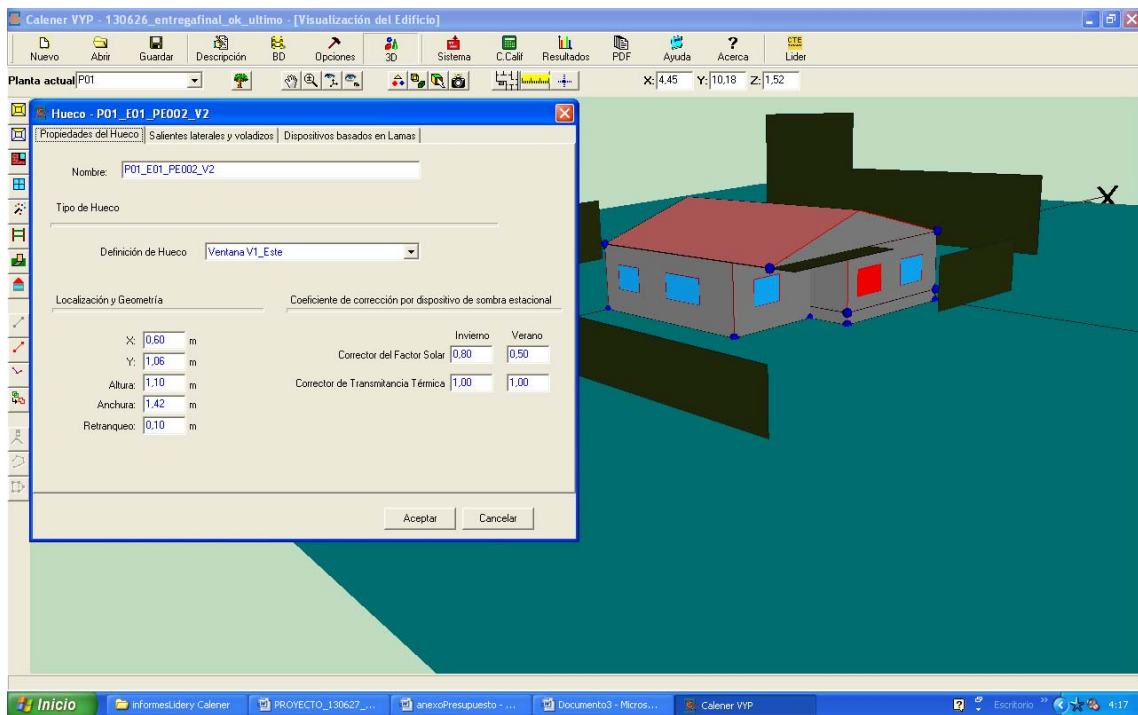 Calener VYP - 130626_entregafinal_ok_ultimo - [Visualización del Edificio]
Nuevo Abrir Guardar Descripción BD Opciones 3D Sistema C.Calif Resultados PDF Ayuda Acerca Lider
CTE
Planta actual P01 X: 4,45 Y: 10,18 Z: 1,52
Hueco - P01_E01_PE002_V2
Propiedades del Hueco Salientes laterales y voladizos Dispositivos basados en Lamas
Nombre: P01_E01_PE002_V2
Tipo de Hueco
Definición de Hueco Ventana V1_Este
Localización y Geometría Coeficiente de corrección por dispositivo de sombra estacional
Invierno Verano
X: 0,60 m
Corrector del Factor Solar 0,80 0,50
Y: 1,06 m
Altura: 1,10 m
Corrector de Transmitancia Térmica 1,00 1,00
Anchura: 1,42 m
Retranqueo: 0,10 m
Aceptar Cancelar
X
Inicio informesLidery Calener PROYECTO_130627_... anexoPresupuesto - ... Documento3 - Micros... Calener VYP Escritorio » 4:17